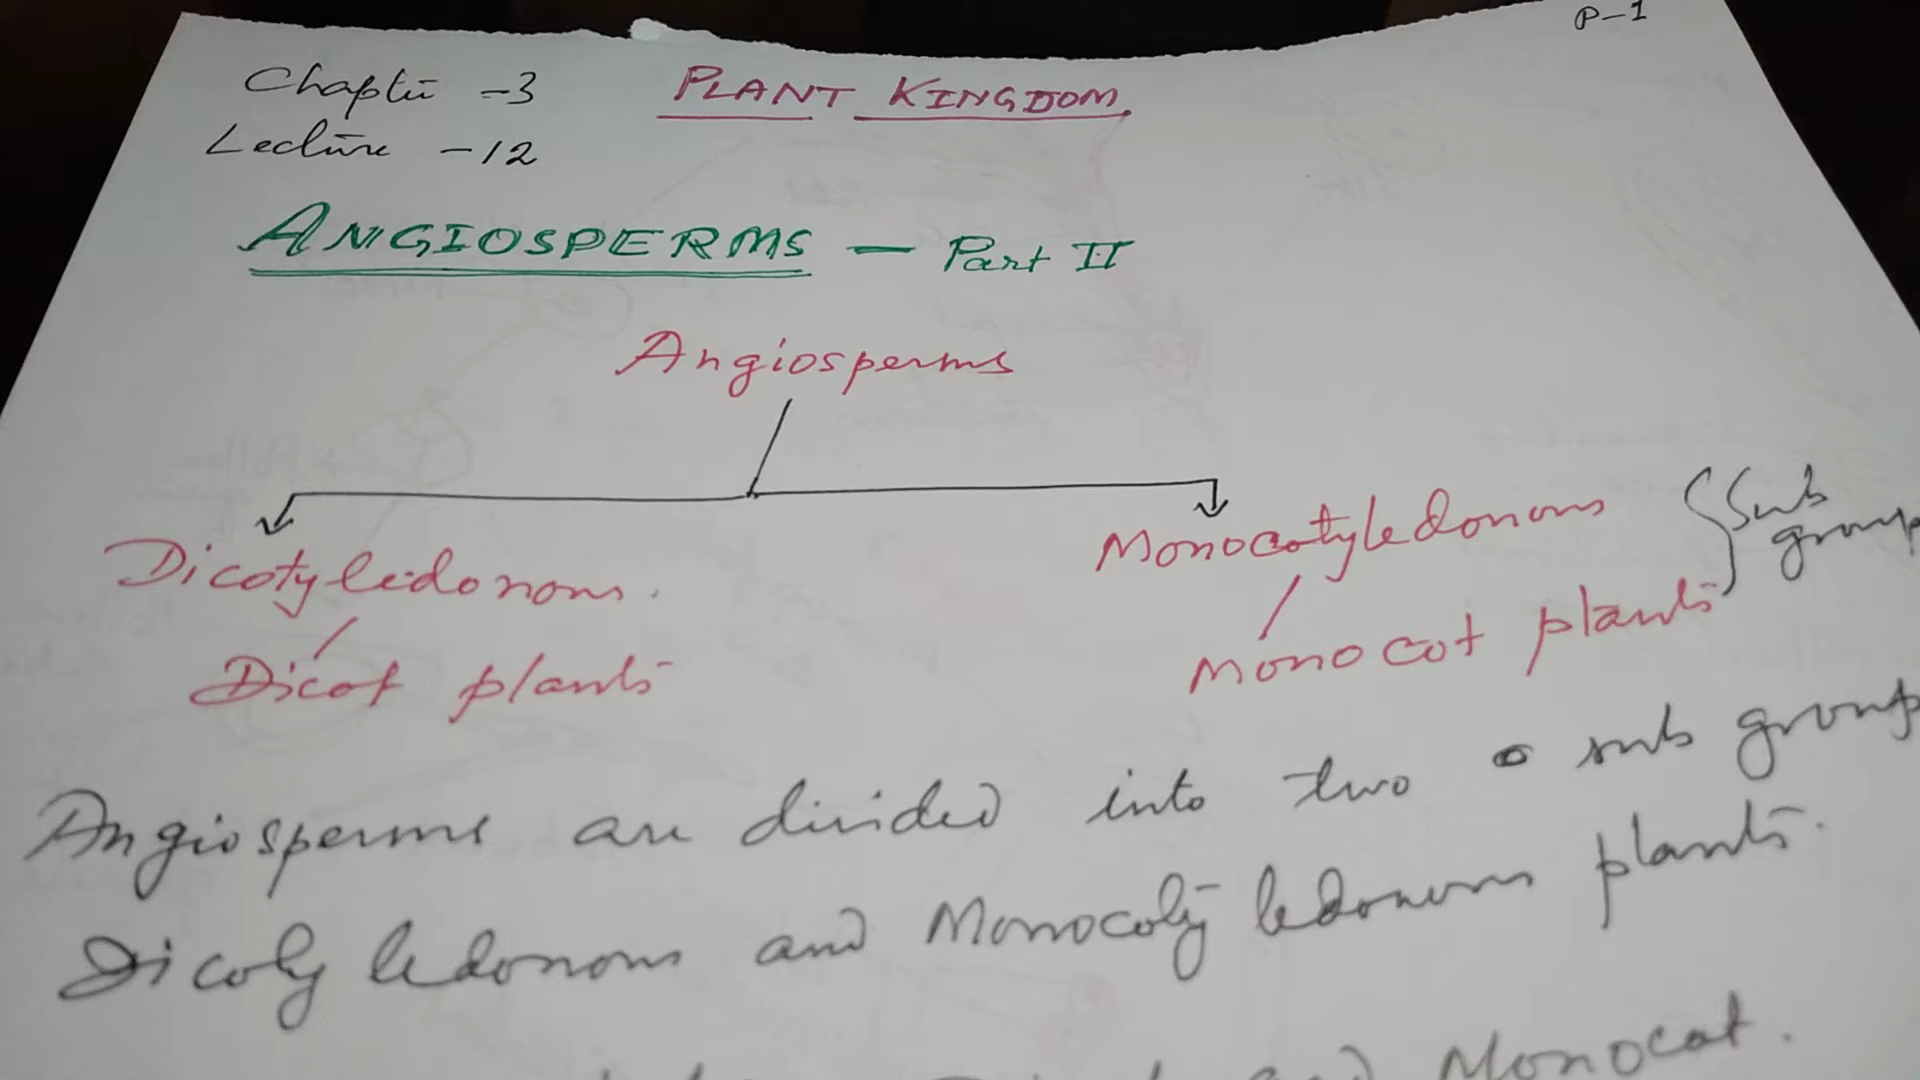 P-1
Chapter -3 PLANT KINGDOM.
Lecture -12
ANGIOSPERMS - Part II
Angiosperms
Dicotyledonous. Monocotyledonous Sub group
Dicot plants Monocot plants
Angiosperms are divided into two sub group
Dicotyledonous and Monocotyledonous plants.
and Monocot.